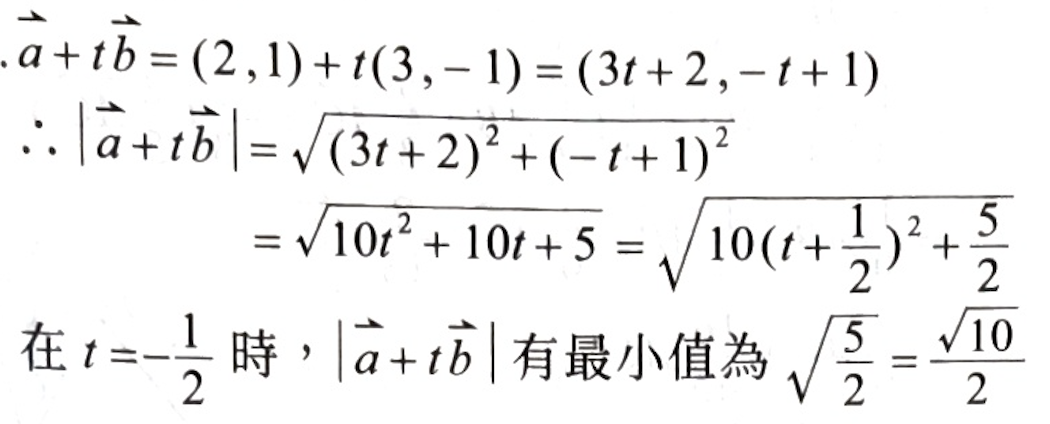 .a⃑+tb⃑=(2,1)+t(3,−1)=(3t+2,−t+1)
∴|a⃑+tb⃑|=√((3t+2)²+(−t+1)²)
=√(10t²+10t+5)=√(10(t+1/2)²+5/2)
在 t=−1/2 時，|a⃑+tb⃑| 有最小值為 √(5/2)=√10/2